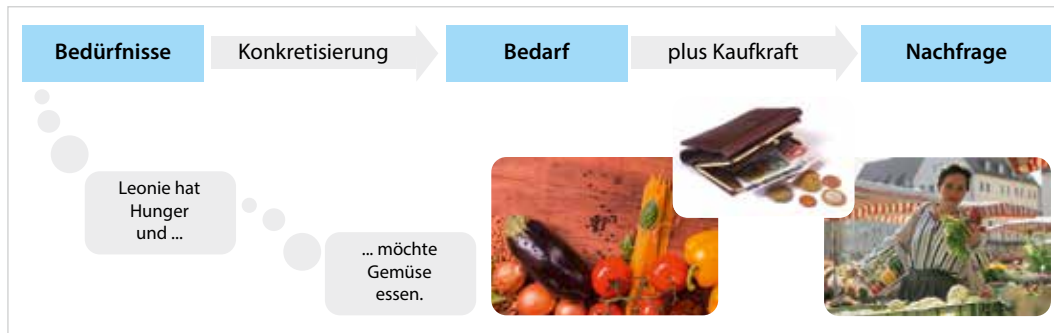 Bedürfnisse
Konkretisierung
Bedarf
plus Kaufkraft
Nachfrage
Leonie hat
Hunger
und ...
... möchte
Gemüse
essen.